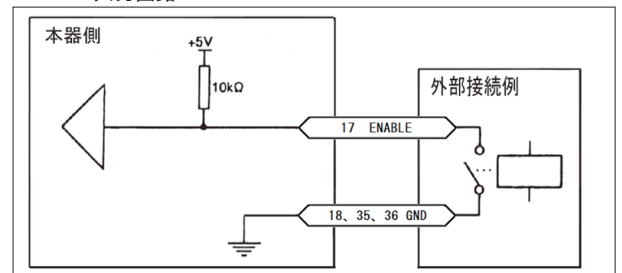 本器側
+5V
10kΩ
外部接続例
17 ENABLE
18、35、36 GND